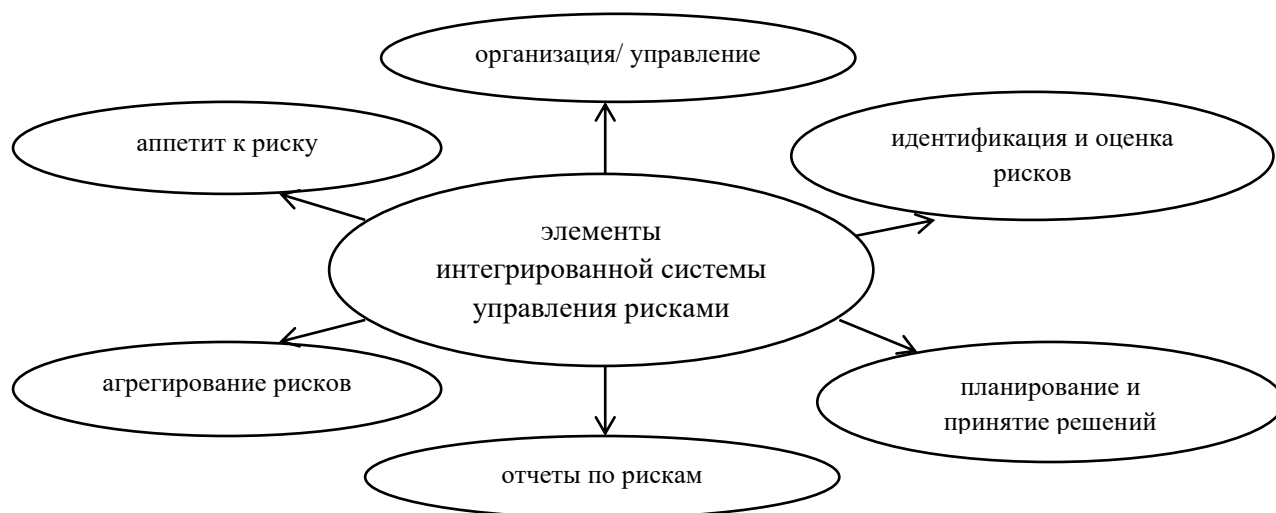 организация/ управление
аппетит к риску
идентификация и оценка
рисков
элементы
интегрированной системы
управления рисками
агрегирование рисков
планирование и
принятие решений
отчеты по рискам